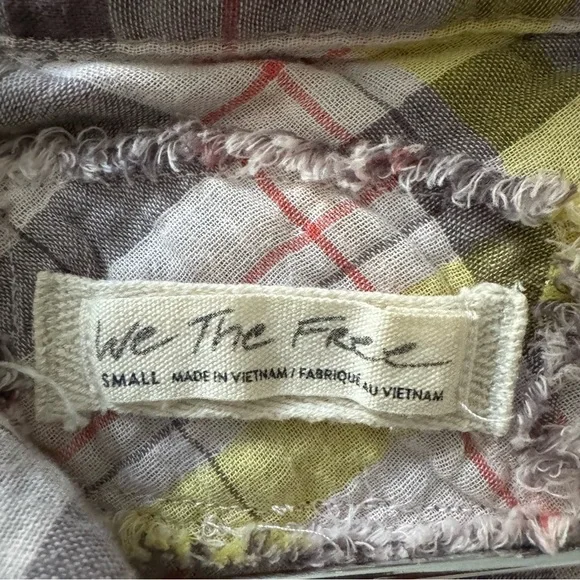 We The Free
SMALL MADE IN VIETNAM / FABRIQUE AU VIETNAM